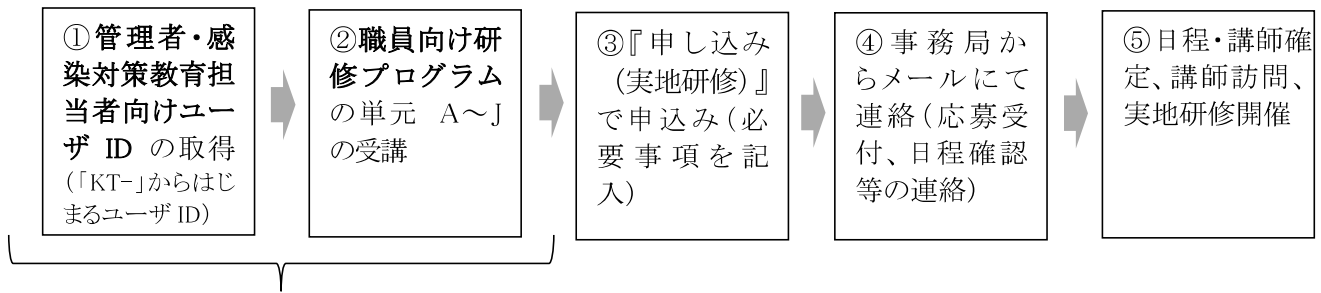 ①管理者・感
染対策教育担
当者向けユー
ザ ID の取得
(「KT-」からはじ
まるユーザ ID)
②職員向け研
修プログラム
の単元 A～J
の受講
③『申し込み
(実地研修)』
で申込み(必
要事項を記
入)
④事務局か
らメールにて
連絡(応募受
付、日程確認
等の連絡)
⑤日程・講師確
定、講師訪問、
実地研修開催